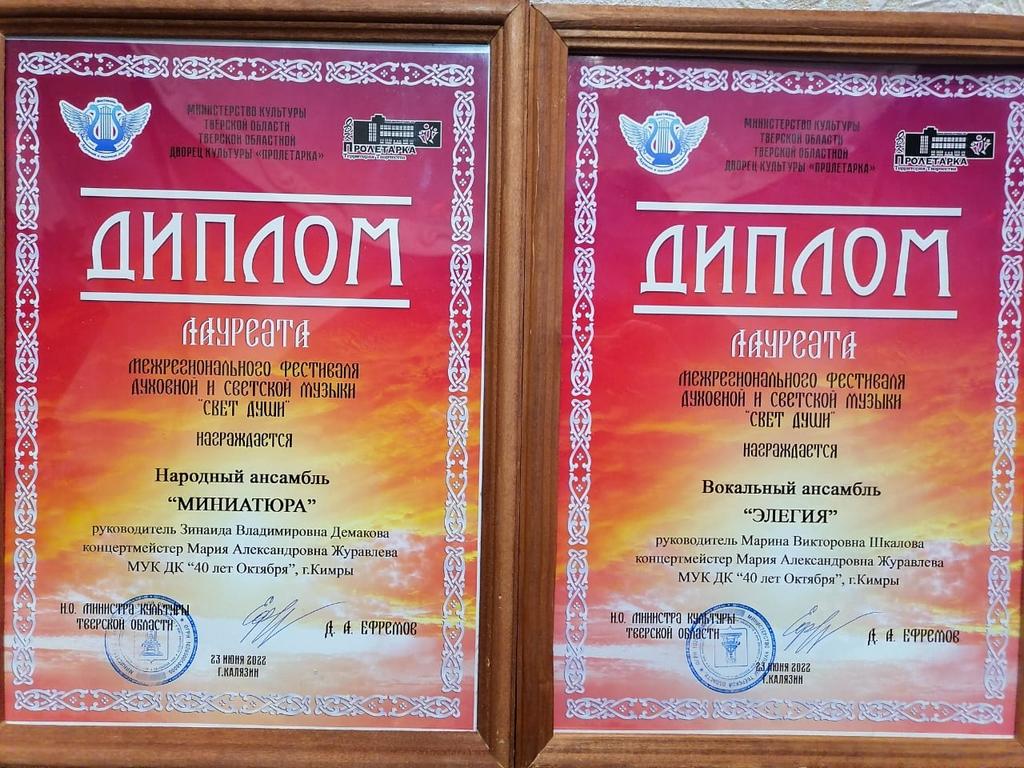 МИНИСТЕРСТВО КУЛЬТУРЫ
ТВЕРСКОЙ ОБЛАСТИ
ТВЕРСКОЙ ОБЛАСТНОЙ
ДВОРЕЦ КУЛЬТУРЫ «ПРОЛЕТАРКА»
ПРОЛЕТАРКА
Территория Творчества
ДИПЛОМ
ЛАУРЕАТА
МЕЖРЕГИОНАЛЬНОГО ФЕСТИВАЛЯ
ДУХОВНОЙ И СВЕТСКОЙ МУЗЫКИ
"СВЕТ ДУШИ"
НАГРАЖДАЕТСЯ
Народный ансамбль
“МИНИАТЮРА”
руководитель Зинаида Владимировна Демакова
концертмейстер Мария Александровна Журавлева
МУК ДК “40 лет Октября”, г.Кимры
И.О. МИНИСТРА КУЛЬТУРЫ
ТВЕРСКОЙ ОБЛАСТИ
Д. А. ЕФРЕМОВ
23 ИЮНЯ 2022
Г.КАЛЯЗИН
МИНИСТЕРСТВО КУЛЬТУРЫ
ТВЕРСКОЙ ОБЛАСТИ
ТВЕРСКОЙ ОБЛАСТНОЙ
ДВОРЕЦ КУЛЬТУРЫ «ПРОЛЕТАРКА»
ПРОЛЕТАРКА
Территория Творчества
ДИПЛОМ
ЛАУРЕАТА
МЕЖРЕГИОНАЛЬНОГО ФЕСТИВАЛЯ
ДУХОВНОЙ И СВЕТСКОЙ МУЗЫКИ
"СВЕТ ДУШИ"
НАГРАЖДАЕТСЯ
Вокальный ансамбль
“ЭЛЕГИЯ”
руководитель Марина Викторовна Шкалова
концертмейстер Мария Александровна Журавлева
МУК ДК “40 лет Октября”, г.Кимры
И.О. МИНИСТРА КУЛЬТУРЫ
ТВЕРСКОЙ ОБЛАСТИ
Д. А. ЕФРЕМОВ
23 ИЮНЯ 2022
Г.КАЛЯЗИН